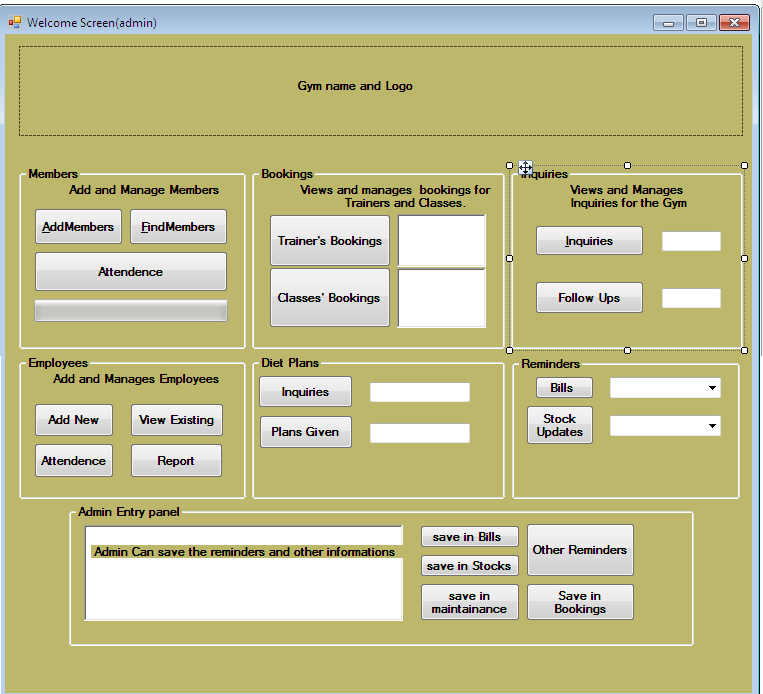 Welcome Screen(admin)
Gym name and Logo
Members
Add and Manage Members
AddMembers
FindMembers
Attendence
Bookings
Views and manages bookings for
Trainers and Classes.
Trainer's Bookings
Classes' Bookings
Inquiries
Views and Manages
Inquiries for the Gym
Inquiries
Follow Ups
Employees
Add and Manages Employees
Add New
View Existing
Attendence
Report
Diet Plans
Inquiries
Plans Given
Reminders
Bills
Stock
Updates
Admin Entry panel
Admin Can save the reminders and other informations
save in Bills
save in Stocks
save in
maintainance
Other Reminders
Save in
Bookings